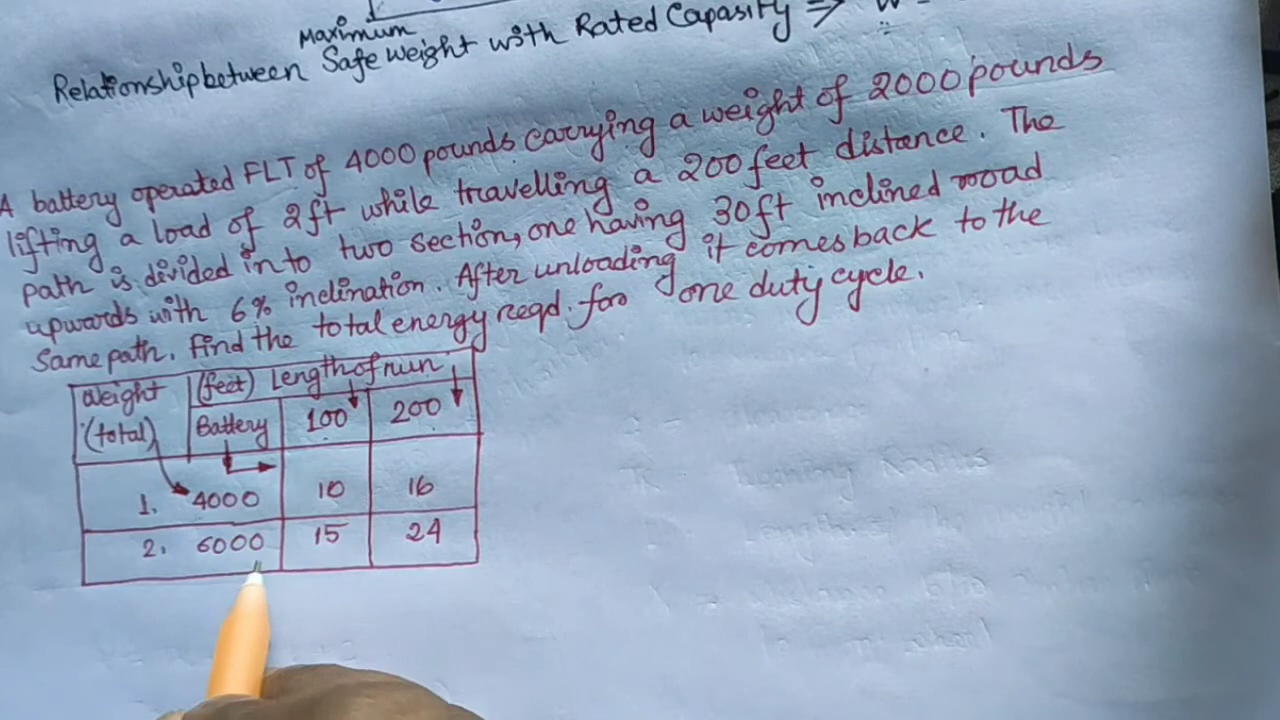 Maximum
Relationship between Safe Weight with Rated Capasity ⇒ W
A battery operated FLT of 4000 pounds carrying a weight of 2000 pounds
lifting a load of 2ft while travelling a 200 feet distance. The
path is divided in to two section, one having 30ft inclined road
upwards with 6% inclination. After unloading it comes back to the
same path. find the total energy reqd. for one duty cycle.
Weight (feet) Length of run
(total) Battery 100 200
1. 4000 10 16
2. 6000 15 24